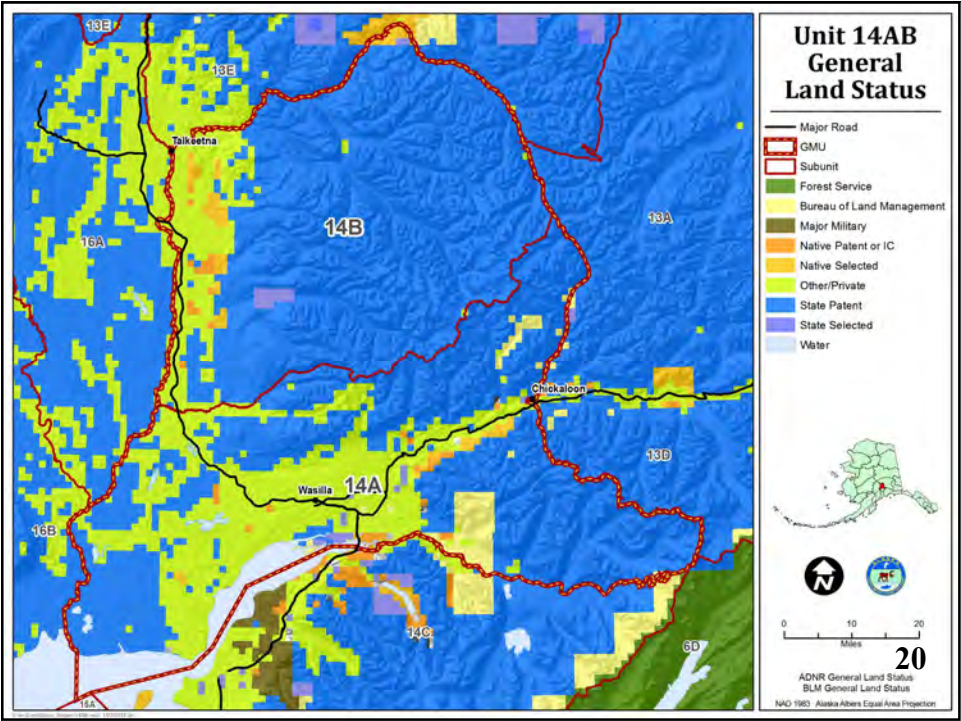 13E
13E
Talkeetna
14B
13A
16A
Chickaloon
13D
Wasilla
14A
16B
14C
6D
15A
Unit 14AB
General
Land Status
Major Road
GMU
Subunit
Forest Service
Bureau of Land Management
Major Military
Native Patent or IC
Native Selected
Other/Private
State Patent
State Selected
Water
N
0 10 20
Miles
20
ADNR General Land Status
BLM General Land Status
NAD 1983 Alaska Albers Equal Area Projection